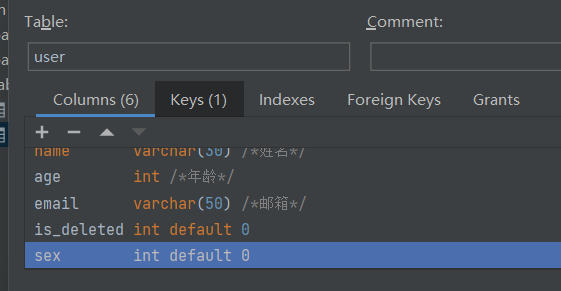 Table:
Comment:
user
Columns (6) Keys (1) Indexes Foreign Keys Grants
name varchar(30) /*姓名*/
age int /*年龄*/
email varchar(50) /*邮箱*/
is_deleted int default 0
sex int default 0